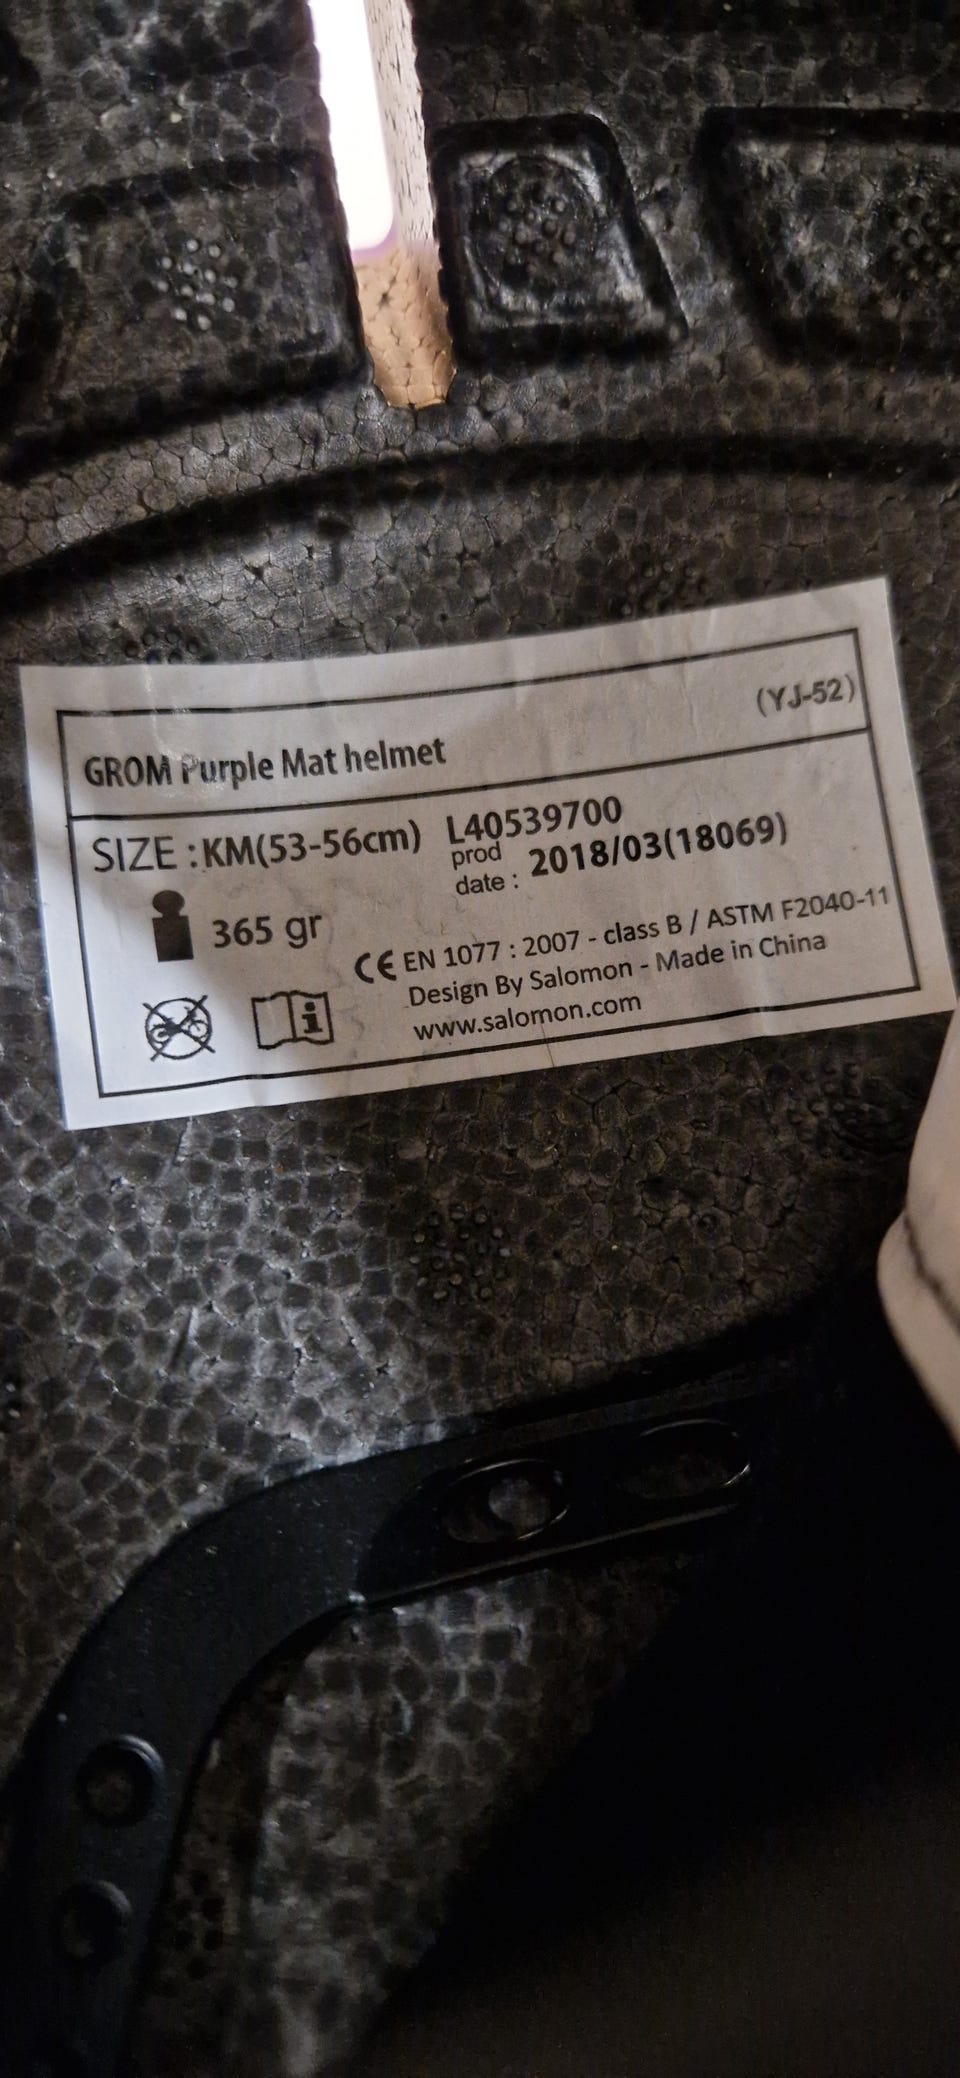 (YJ-52)
GROM Purple Mat helmet
SIZE : KM(53-56cm) L40539700
prod date : 2018/03(18069)
365 gr
CE EN 1077 : 2007 - class B / ASTM F2040-11
Design By Salomon - Made in China
www.salomon.com